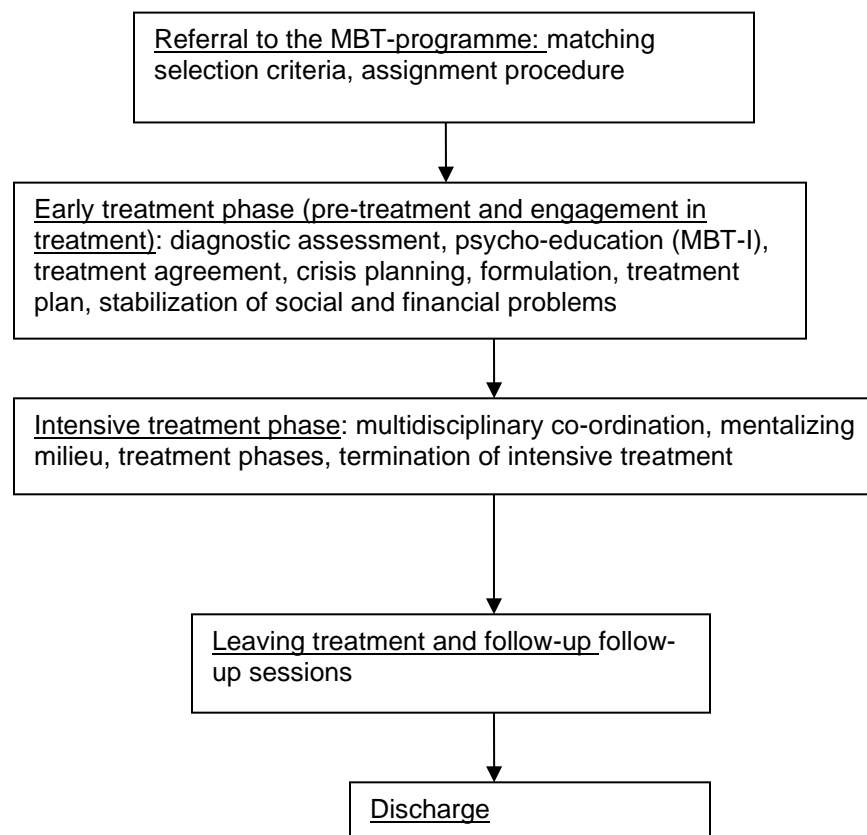 Referral to the MBT-programme: matching
selection criteria, assignment procedure
Early treatment phase (pre-treatment and engagement in
treatment): diagnostic assessment, psycho-education (MBT-I),
treatment agreement, crisis planning, formulation, treatment
plan, stabilization of social and financial problems
Intensive treatment phase: multidisciplinary co-ordination, mentalizing
milieu, treatment phases, termination of intensive treatment
Leaving treatment and follow-up follow-
up sessions
Discharge